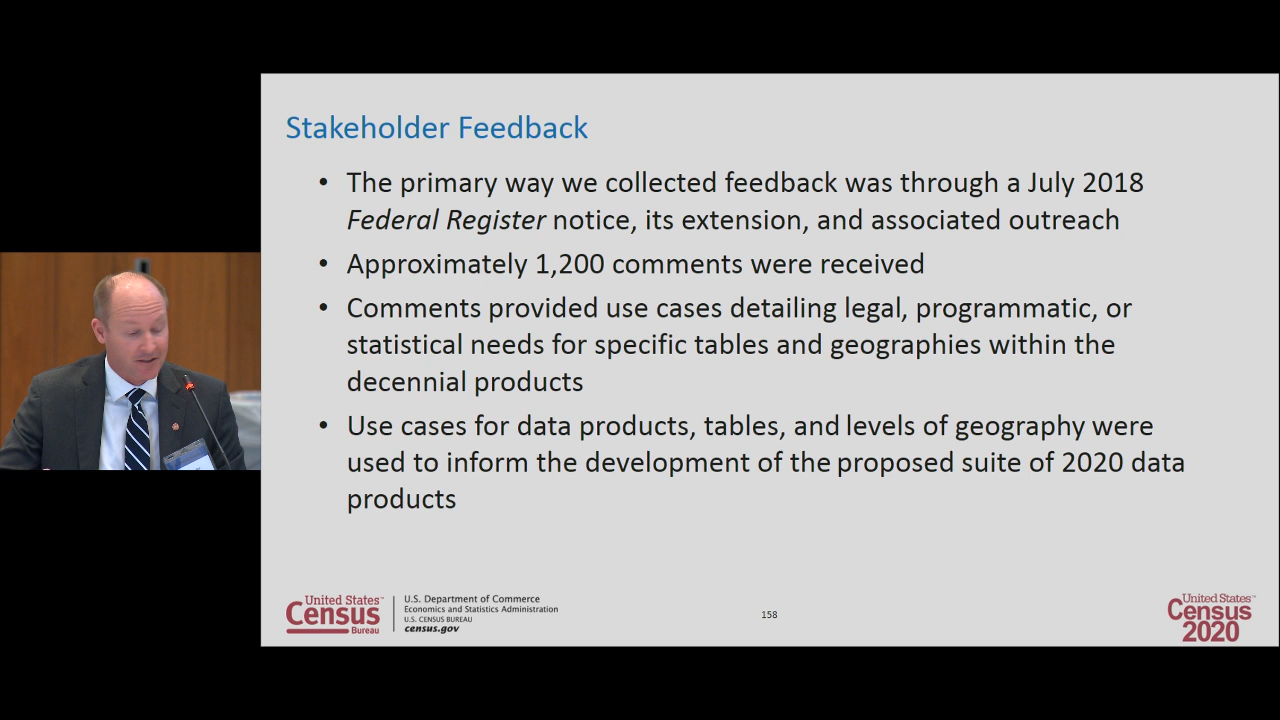 Stakeholder Feedback
• The primary way we collected feedback was through a July 2018
Federal Register notice, its extension, and associated outreach
• Approximately 1,200 comments were received
• Comments provided use cases detailing legal, programmatic, or
statistical needs for specific tables and geographies within the
decennial products
• Use cases for data products, tables, and levels of geography were
used to inform the development of the proposed suite of 2020 data
products
United States™
Census
Bureau
U.S. Department of Commerce
Economics and Statistics Administration
U.S. CENSUS BUREAU
census.gov
158
United States™
Census
2020